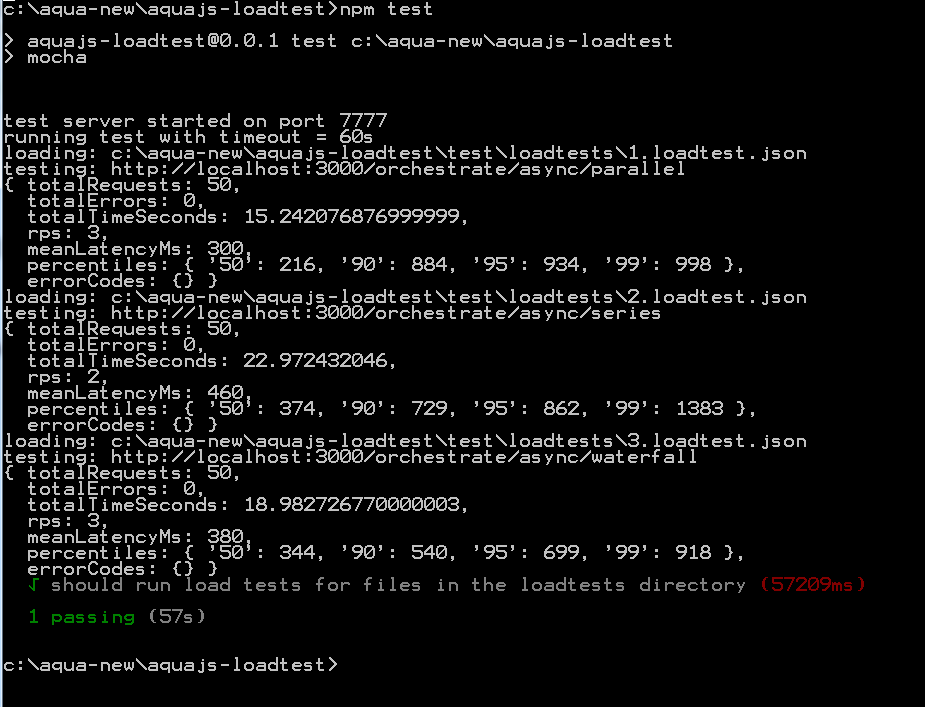 c:\aqua-new\aquajs-loadtest>npm test
> aquajs-loadtest@0.0.1 test c:\aqua-new\aquajs-loadtest
> mocha
test server started on port 7777
running test with timeout = 60s
loading: c:\aqua-new\aquajs-loadtest\test\loadtests\1.loadtest.json
testing: http://localhost:3000/orchestrate/async/parallel
{ totalRequests: 50,
  totalErrors: 0,
  totalTimeSeconds: 15.242076876999999,
  rps: 3,
  meanLatencyMs: 300,
  percentiles: { '50': 216, '90': 884, '95': 934, '99': 998 },
  errorCodes: {} }
loading: c:\aqua-new\aquajs-loadtest\test\loadtests\2.loadtest.json
testing: http://localhost:3000/orchestrate/async/series
{ totalRequests: 50,
  totalErrors: 0,
  totalTimeSeconds: 22.972432046,
  rps: 2,
  meanLatencyMs: 460,
  percentiles: { '50': 374, '90': 729, '95': 862, '99': 1383 },
  errorCodes: {} }
loading: c:\aqua-new\aquajs-loadtest\test\loadtests\3.loadtest.json
testing: http://localhost:3000/orchestrate/async/waterfall
{ totalRequests: 50,
  totalErrors: 0,
  totalTimeSeconds: 18.982726770000003,
  rps: 3,
  meanLatencyMs: 380,
  percentiles: { '50': 344, '90': 540, '95': 699, '99': 918 },
  errorCodes: {} }
  √ should run load tests for files in the loadtests directory (57209ms)
  1 passing (57s)
c:\aqua-new\aquajs-loadtest>